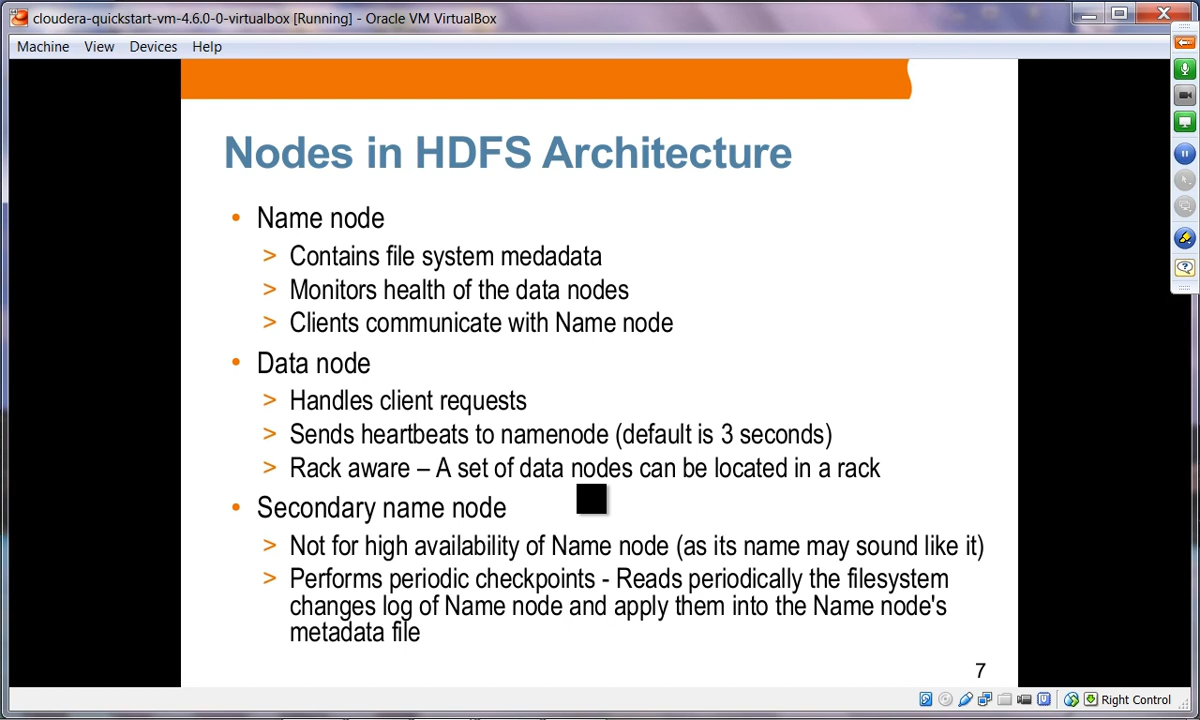 cloudera-quickstart-vm-4.6.0-0-virtualbox [Running] - Oracle VM VirtualBox
Machine View Devices Help
Nodes in HDFS Architecture
• Name node
> Contains file system medadata
> Monitors health of the data nodes
> Clients communicate with Name node
• Data node
> Handles client requests
> Sends heartbeats to namenode (default is 3 seconds)
> Rack aware – A set of data nodes can be located in a rack
• Secondary name node
> Not for high availability of Name node (as its name may sound like it)
> Performs periodic checkpoints - Reads periodically the filesystem
changes log of Name node and apply them into the Name node's
metadata file
7
Right Control